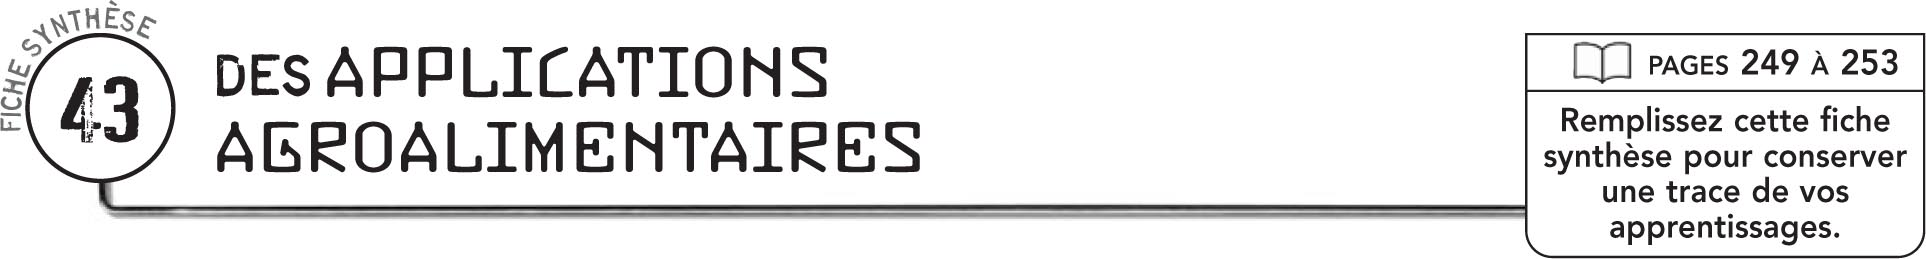 FICHE SYNTHÈSE
43
DES APPLICATIONS
AGROALIMENTAIRES
PAGES 249 À 253
Remplissez cette fiche
synthèse pour conserver
une trace de vos
apprentissages.